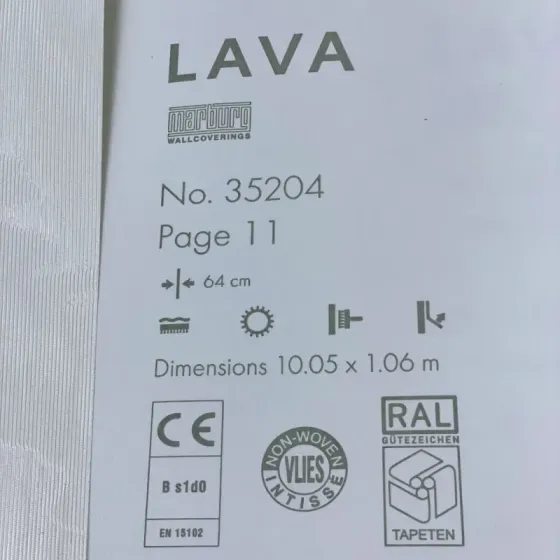 LAVA
marburg
WALLCOVERINGS
No. 35204
Page 11
64 cm
Dimensions 10.05 x 1.06 m
CE
B s1d0
EN 15102
NON-WOVEN
VLIES
INTISSÉ
RAL
GÜTEZEICHEN
TAPETEN